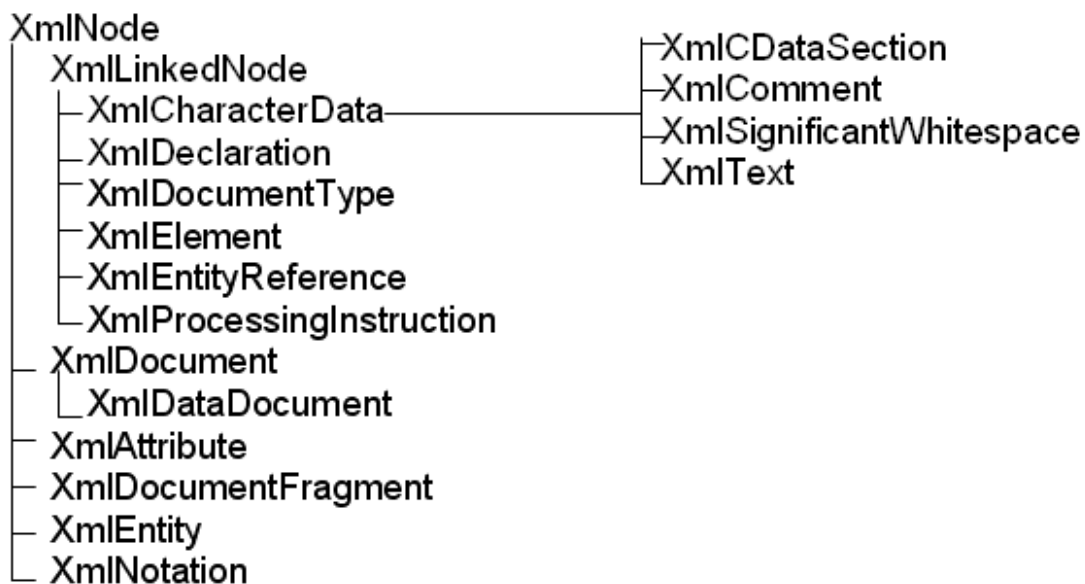 XmlNode
XmlLinkedNode
XmlCharacterData
XmlDeclaration
XmlDocumentType
XmlElement
XmlEntityReference
XmlProcessingInstruction
XmlDocument
XmlDataDocument
XmlAttribute
XmlDocumentFragment
XmlEntity
XmlNotation
XmlCDataSection
XmlComment
XmlSignificantWhitespace
XmlText